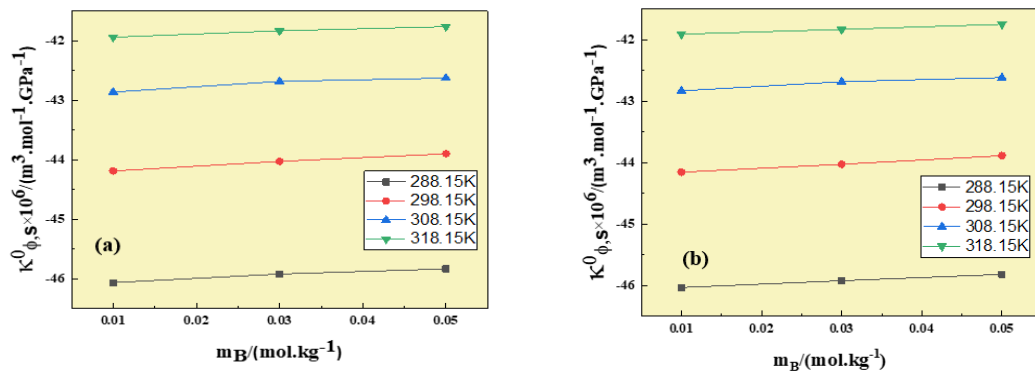 -42
-43
-44
-45
-46
K⁰ϕ,s×10⁶/(m³.mol⁻¹.GPa⁻¹)
(a)
288.15K
298.15K
308.15K
318.15K
0.01 0.02 0.03 0.04 0.05
mB/(mol.kg⁻¹)
-42
-43
-44
-45
-46
K⁰ϕ,s×10⁶/(m³.mol⁻¹.GPa⁻¹)
(b)
288.15K
298.15K
308.15K
318.15K
0.01 0.02 0.03 0.04 0.05
m_B/(mol.kg⁻¹)